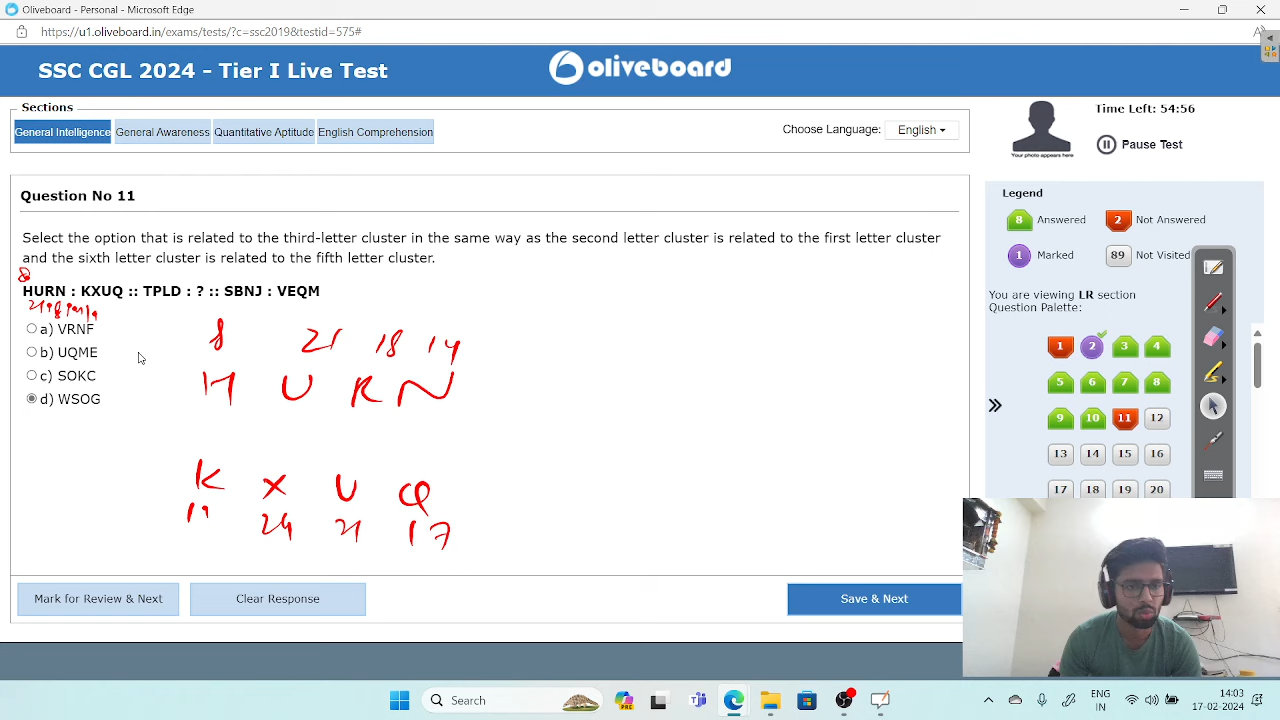 Oliveboard - Personal - Microsoft Edge
https://u1.oliveboard.in/exams/tests/?c=ssc2019&testid=575#
SSC CGL 2024 - Tier I Live Test
oliveboard
Sections
General Intelligence General Awareness Quantitative Aptitude English Comprehension
Choose Language: English
Your photo appears here
Time Left: 54:56
Pause Test
Question No 11
Select the option that is related to the third-letter cluster in the same way as the second letter cluster is related to the first letter cluster
and the sixth letter cluster is related to the fifth letter cluster.
8
HURN : KXUQ :: TPLD : ? :: SBNJ : VEQM
a) VRNF
b) UQME
c) SOKC
d) WSOG
8 21 18 14
H U R N
K X U Q
11 24 21 17
Legend
8 Answered 2 Not Answered
1 Marked 89 Not Visited
You are viewing LR section
Question Palette:
1 2 3 4
5 6 7 8
9 10 11 12
13 14 15 16
17 18 19 20
Mark for Review & Next Clear Response Save & Next
Search
PRE
ENG
IN
14:03
17-02-2024